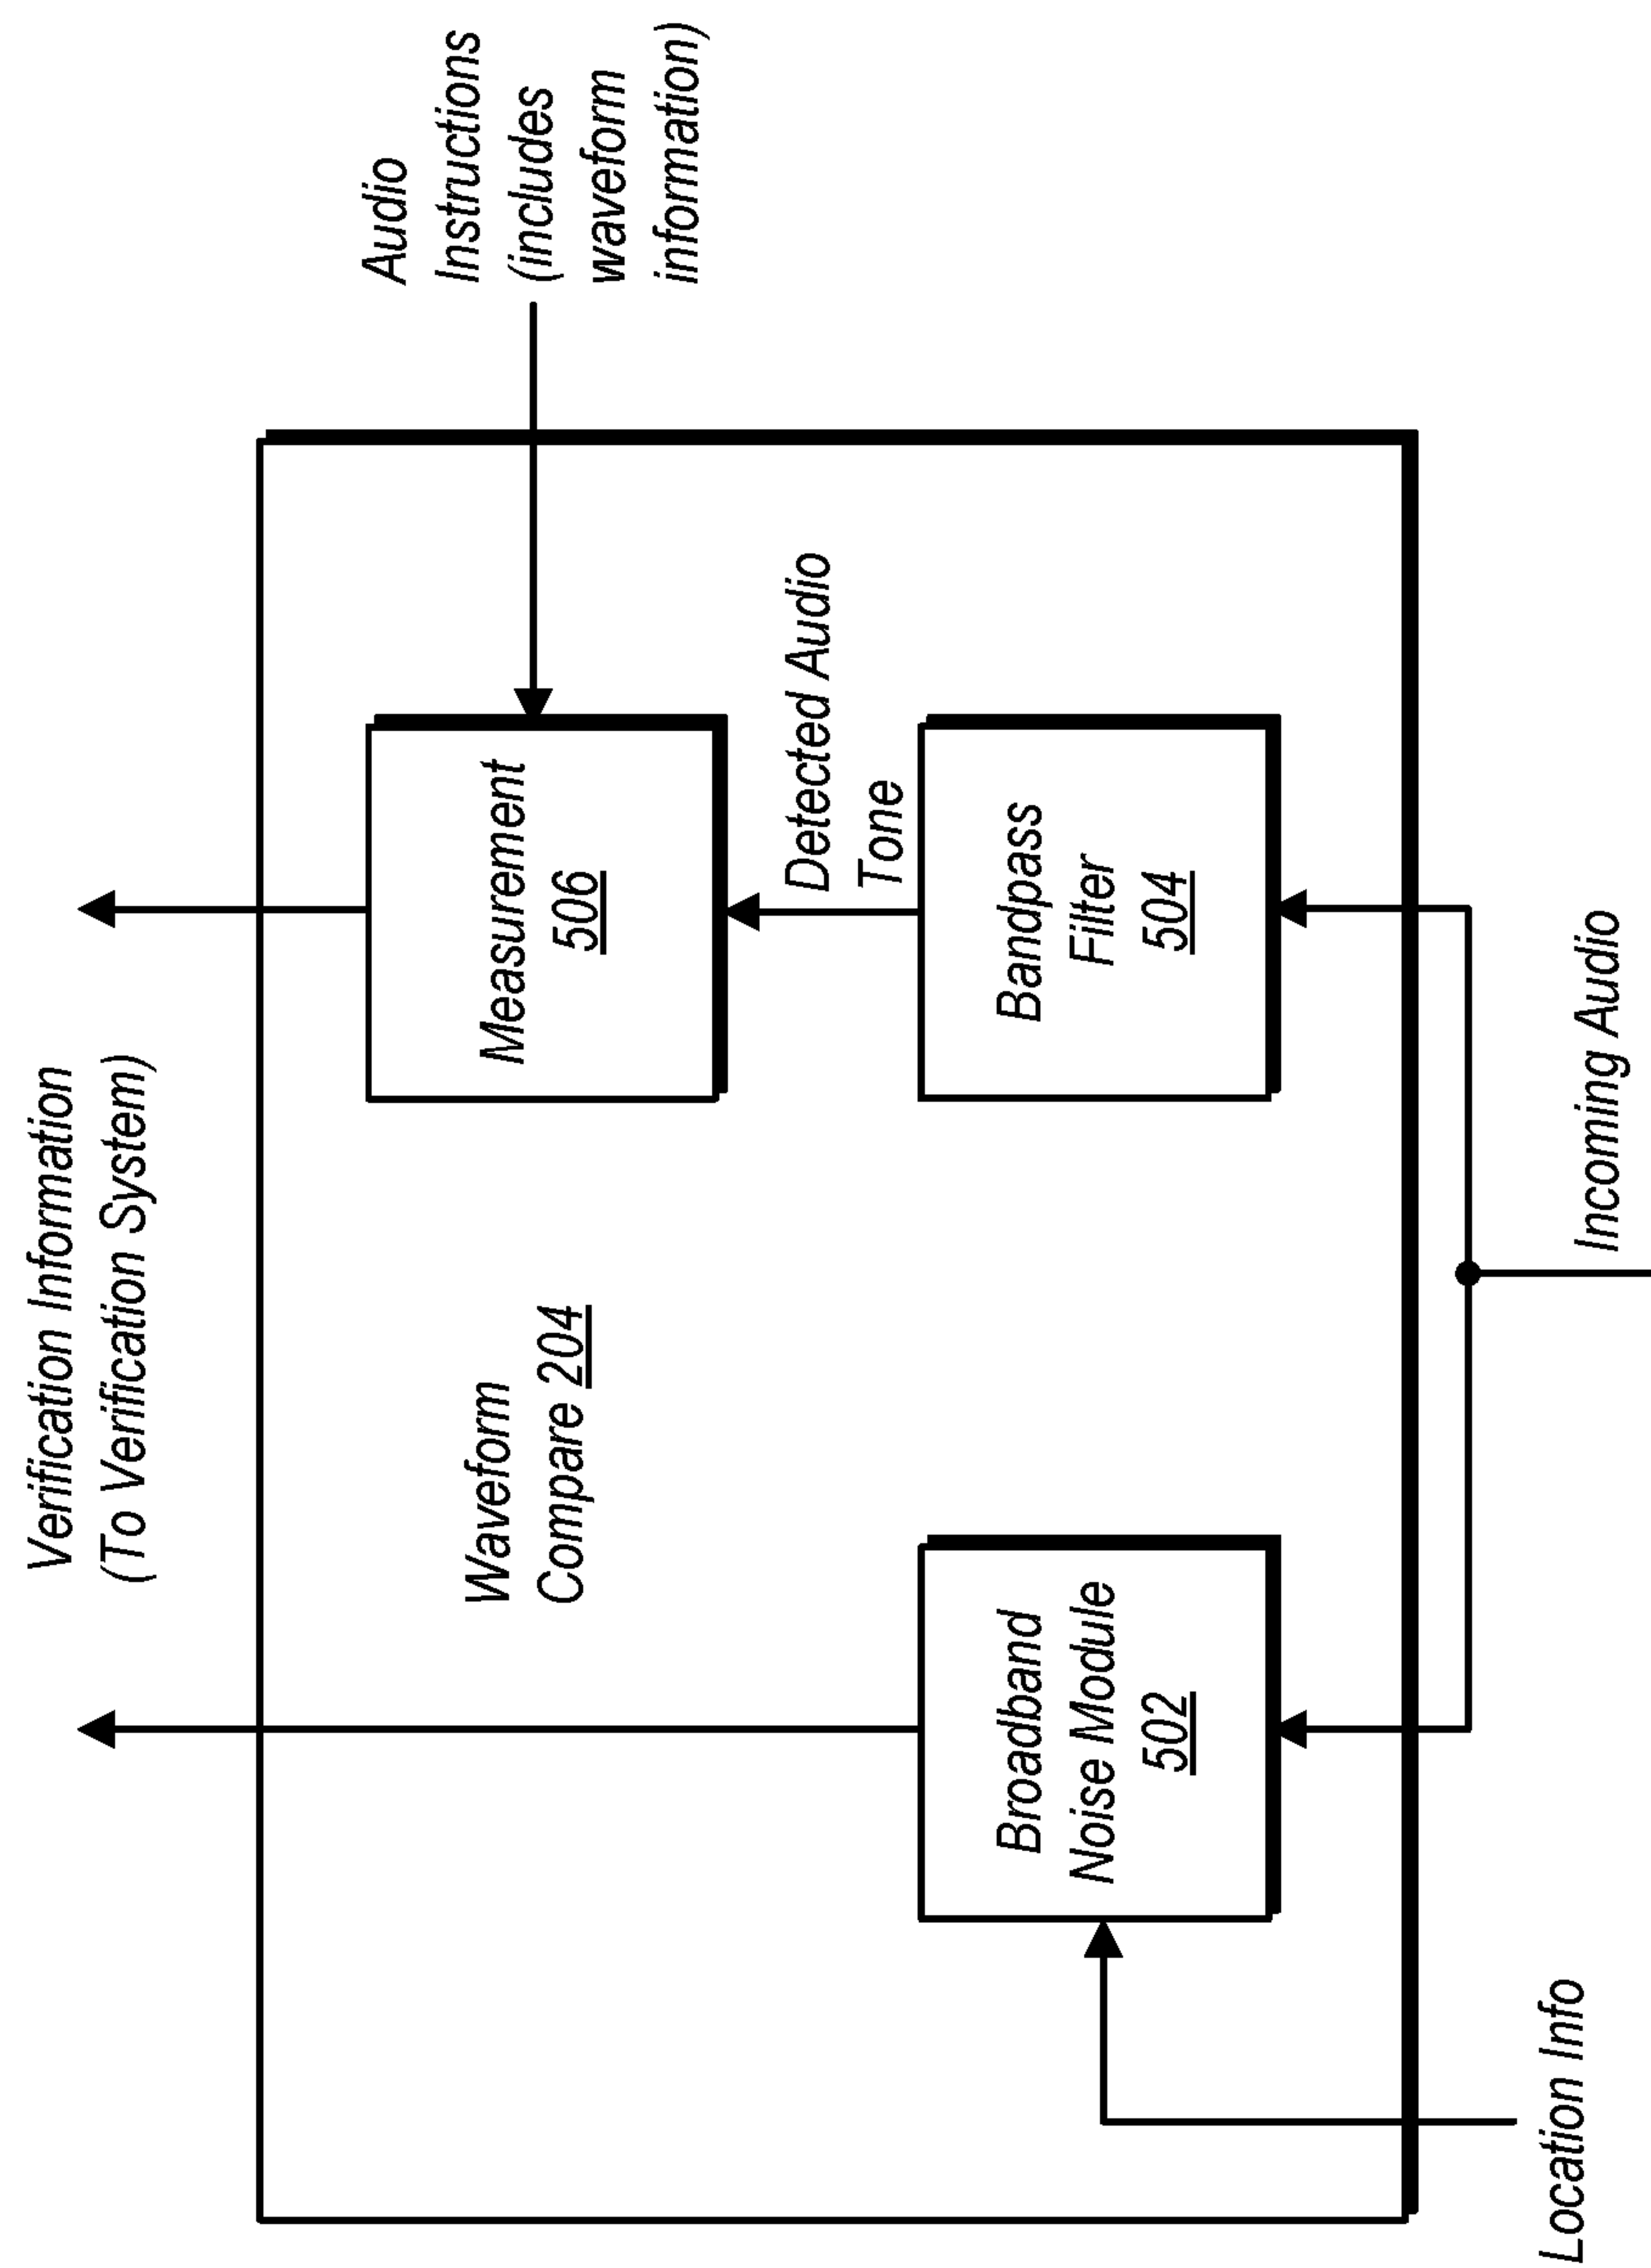 Verification Information
(To Verification System)
Audio
Instructions
(includes
waveform
information)
Waveform
Compare 204
Measurement
506
Detected Audio
Tone
Broadband
Noise Module
502
Bandpass
Filter
504
Location Info
Incoming Audio